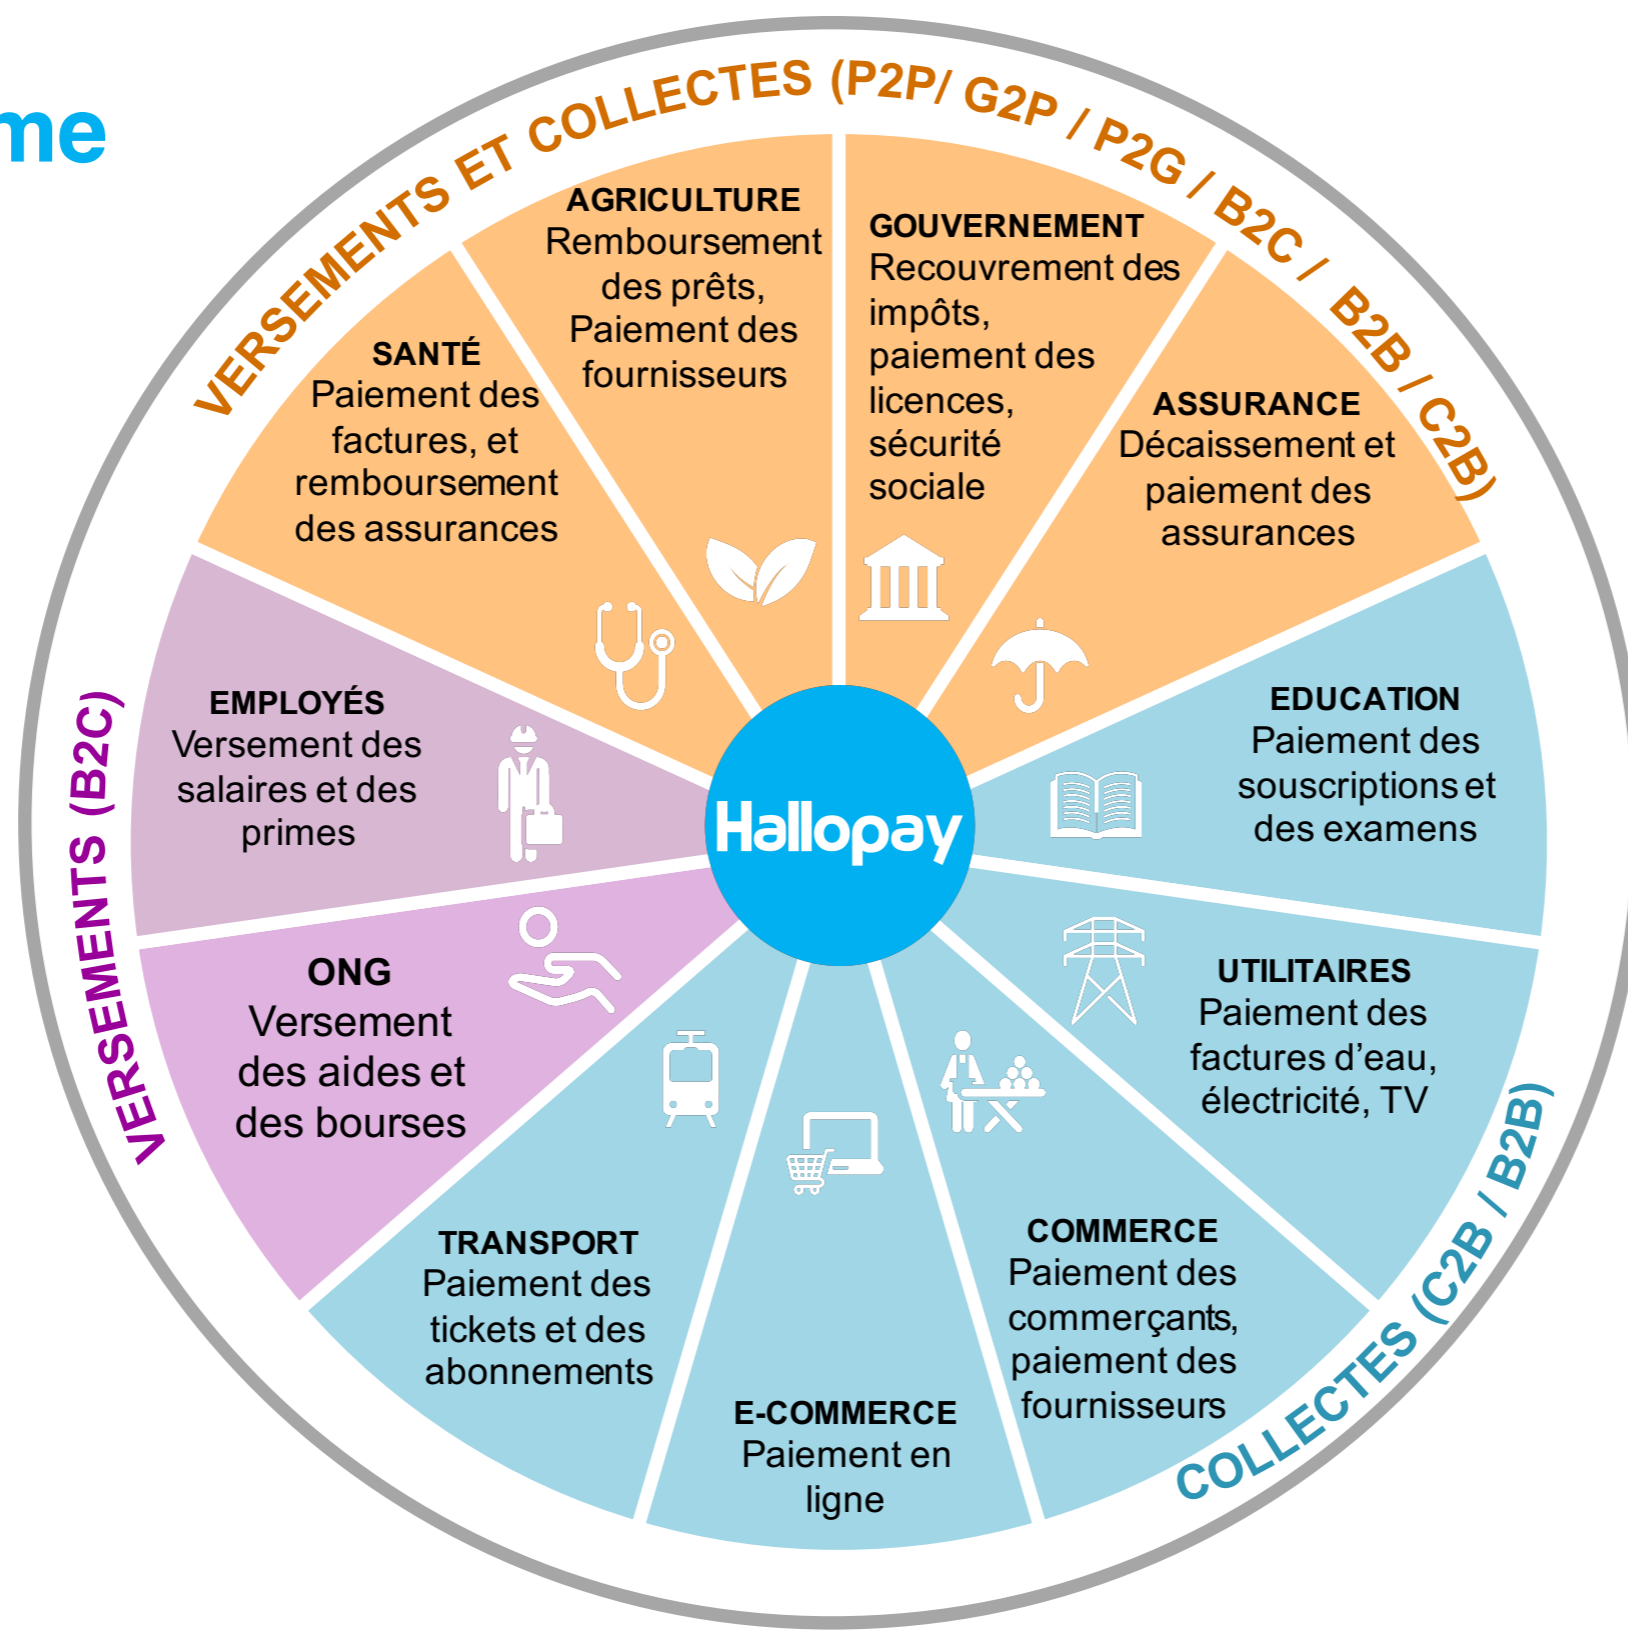 me
VERSEMENTS ET COLLECTES (P2P/ G2P / P2G / B2C / B2B / C2B)
AGRICULTURE
Remboursement
des prêts,
Paiement des
fournisseurs
GOUVERNEMENT
Recouvrement des
impôts,
paiement des
licences,
sécurité
sociale
SANTÉ
Paiement des
factures, et
remboursement
des assurances
ASSURANCE
Décaissement et
paiement des
assurances
VERSEMENTS (B2C)
EMPLOYÉS
Versement des
salaires et des
primes
Hallopay
EDUCATION
Paiement des
souscriptions et
des examens
ONG
Versement
des aides et
des bourses
UTILITAIRES
Paiement des
factures d’eau,
électricité, TV
TRANSPORT
Paiement des
tickets et des
abonnements
E-COMMERCE
Paiement en
ligne
COMMERCE
Paiement des
commerçants,
paiement des
fournisseurs
COLLECTES (C2B / B2B)